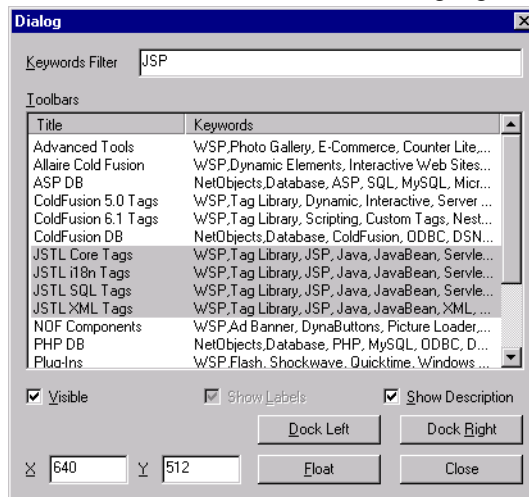 Dialog
Keywords Filter JSP
Toolbars
Title Keywords
Advanced Tools WSP,Photo Gallery, E-Commerce, Counter Lite,...
Allaire Cold Fusion WSP,Dynamic Elements, Interactive Web Sites...
ASP DB NetObjects,Database, ASP, SQL, MySQL, Micr...
ColdFusion 5.0 Tags WSP,Tag Library, Dynamic, Interactive, Server ...
ColdFusion 6.1 Tags WSP,Tag Library, Scripting, Custom Tags, Nest...
ColdFusion DB NetObjects,Database, ColdFusion, ODBC, DSN...
JSTL Core Tags WSP,Tag Library, JSP, Java, JavaBean, Servle...
JSTL i18n Tags WSP,Tag Library, JSP, Java, JavaBean, Servle...
JSTL SQL Tags WSP,Tag Library, JSP, Java, JavaBean, Servle...
JSTL XML Tags WSP,Tag Library, JSP, Java, JavaBean, XML, ...
NOF Components WSP,Ad Banner, DynaButtons, Picture Loader,...
PHP DB NetObjects,Database, PHP, MySQL, ODBC, D...
Plug-Ins WSP,Flash, Shockwave, Quicktime, Windows ...
Visible Show Labels Show Description
Dock Left Dock Right
X 640 Y 512 Float Close